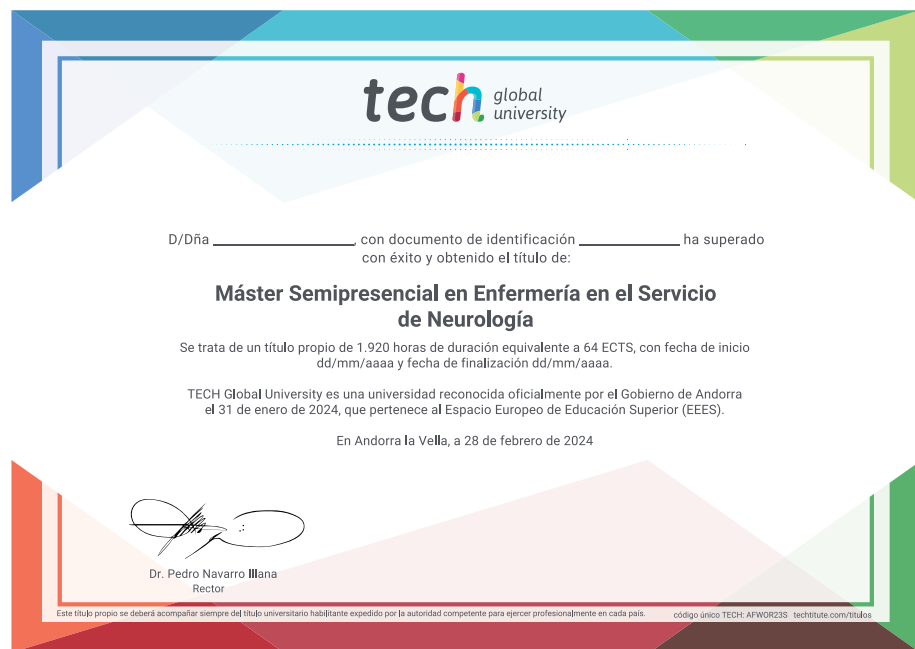 tech global university
D/Dña ________________, con documento de identificación ____________ ha superado
con éxito y obtenido el título de:
Máster Semipresencial en Enfermería en el Servicio
de Neurología
Se trata de un título propio de 1.920 horas de duración equivalente a 64 ECTS, con fecha de inicio
dd/mm/aaaa y fecha de finalización dd/mm/aaaa.
TECH Global University es una universidad reconocida oficialmente por el Gobierno de Andorra
el 31 de enero de 2024, que pertenece al Espacio Europeo de Educación Superior (EEES).
En Andorra la Vella, a 28 de febrero de 2024
Dr. Pedro Navarro Illana
Rector
Este título propio se deberá acompañar siempre del título universitario habilitante expedido por la autoridad competente para ejercer profesionalmente en cada país. código único TECH: AFWOR23S techtitute.com/titulos